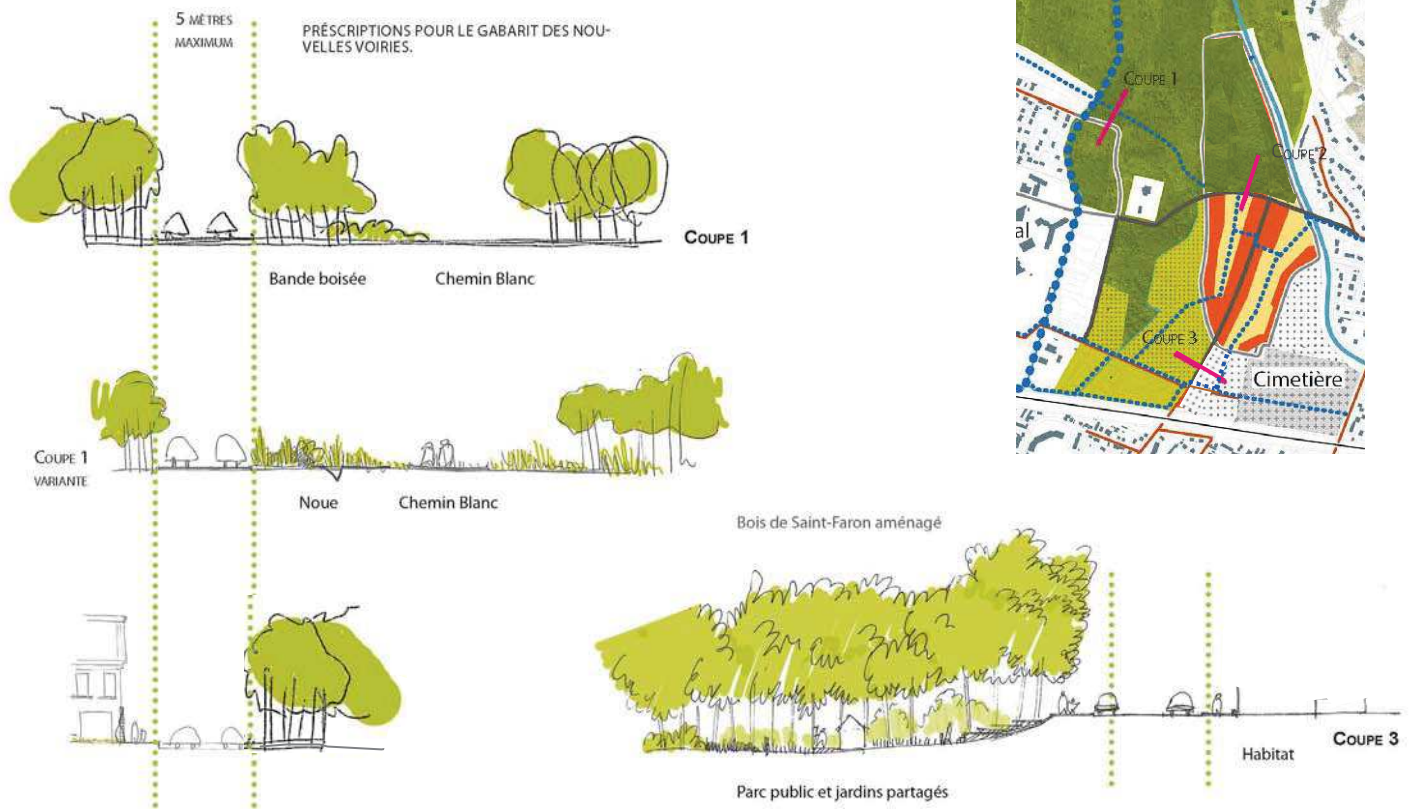 5 MÈTRES
MAXIMUM
PRÉSCRIPTIONS POUR LE GABARIT DES NOU-
VELLES VOIRIES.
COUPE 1
Bande boisée
Chemin Blanc
COUPE 1
VARIANTE
Noue
Chemin Blanc
Bois de Saint-Faron aménagé
Habitat
COUPE 3
Parc public et jardins partagés
COUPE 1
COUPE 2
al
COUPE 3
Cimetière